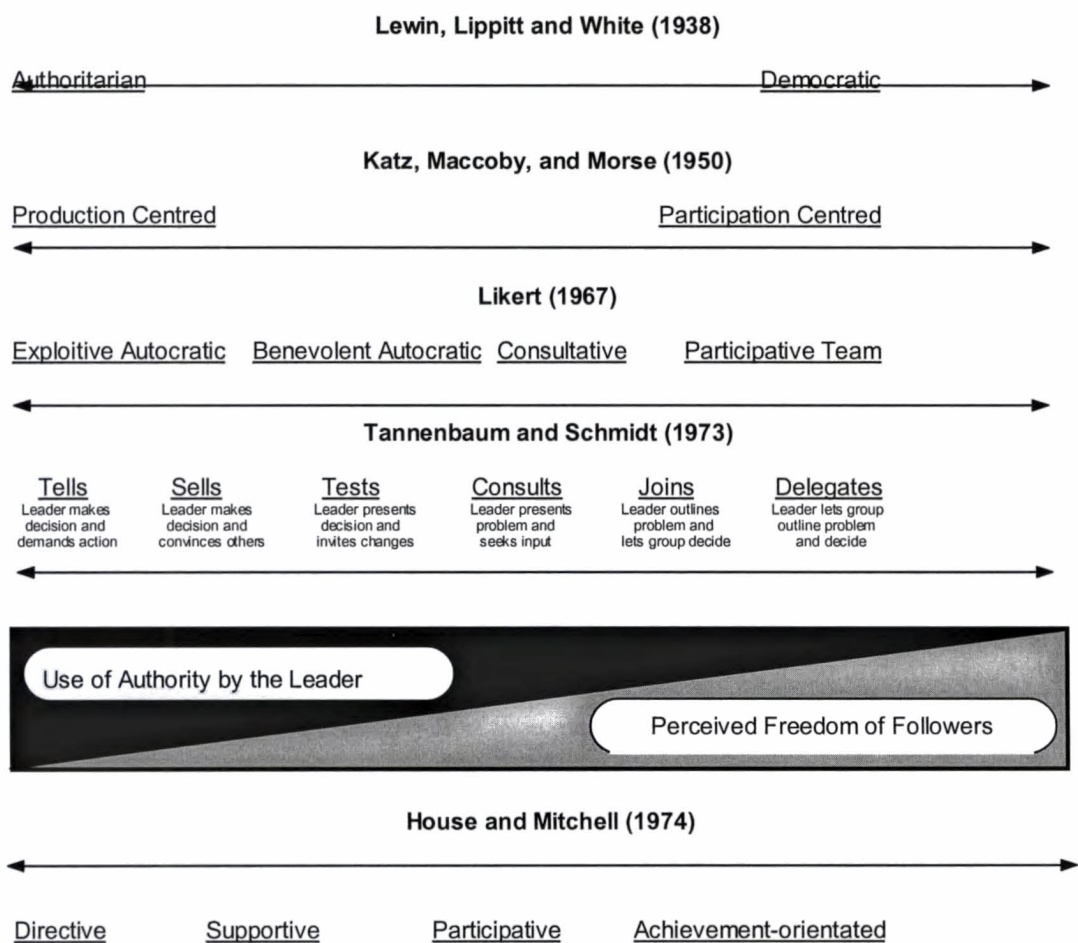 Lewin, Lippitt and White (1938)
Authoritarian Democratic
Katz, Maccoby, and Morse (1950)
Production Centred Participation Centred
Likert (1967)
Exploitive Autocratic Benevolent Autocratic Consultative Participative Team
Tannenbaum and Schmidt (1973)
Tells Sells Tests Consults Joins Delegates
Leader makes Leader makes Leader presents Leader presents Leader outlines Leader lets group
decision and decision and decision and problem and problem and outline problem
demands action convinces others invites changes seeks input lets group decide and decide
Use of Authority by the Leader
Perceived Freedom of Followers
House and Mitchell (1974)
Directive Supportive Participative Achievement-orientated